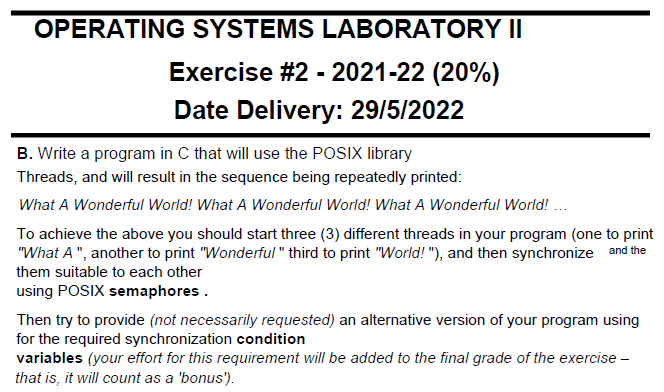 OPERATING SYSTEMS LABORATORY II
Exercise #2 - 2021-22 (20%)
Date Delivery: 29/5/2022
B. Write a program in C that will use the POSIX library
Threads, and will result in the sequence being repeatedly printed:
What A Wonderful World! What A Wonderful World! What A Wonderful World! …
To achieve the above you should start three (3) different threads in your program (one to print
"What A ", another to print "Wonderful " third to print "World! "), and then synchronize and the
them suitable to each other
using POSIX semaphores .
Then try to provide (not necessarily requested) an alternative version of your program using
for the required synchronization condition
variables (your effort for this requirement will be added to the final grade of the exercise –
that is, it will count as a 'bonus').